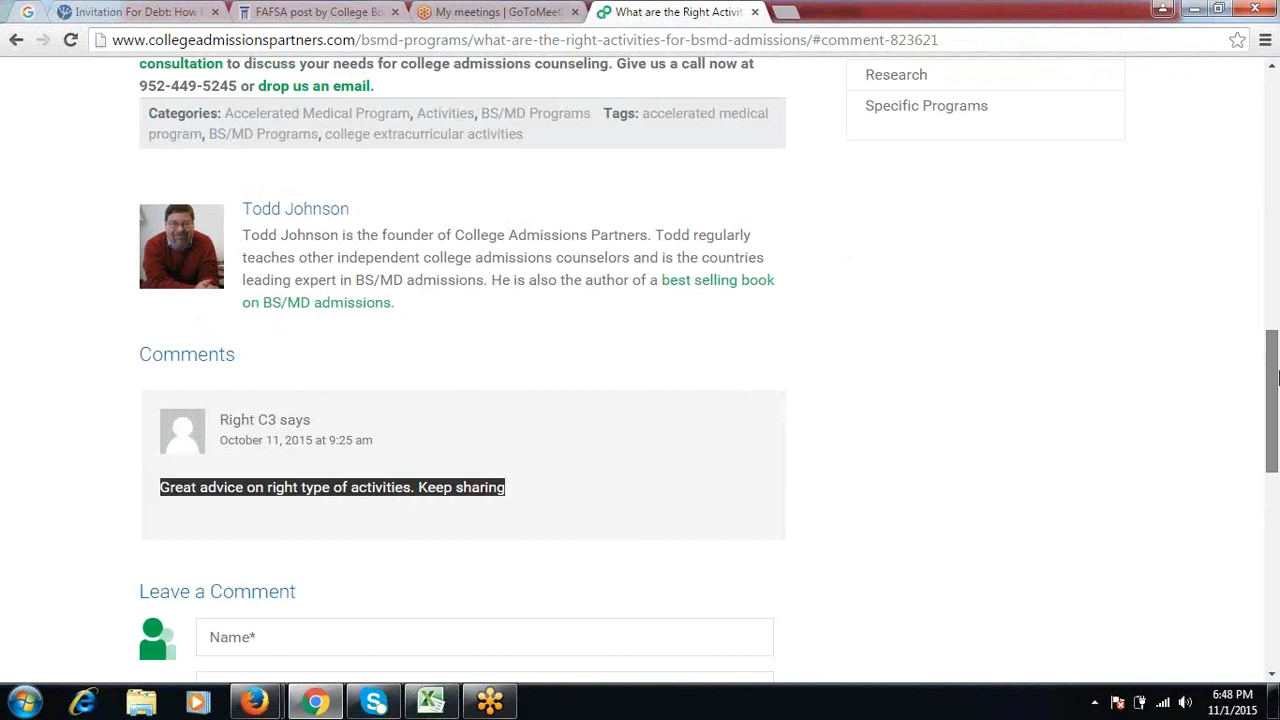 Invitation For Debt: How
FAFSA post by College Bo
My meetings | GoToMeet
What are the Right Activit
www.collegeadmissionspartners.com/bsmd-programs/what-are-the-right-activities-for-bsmd-admissions/#comment-823621
consultation to discuss your needs for college admissions counseling. Give us a call now at
952-449-5245 or drop us an email.
Categories: Accelerated Medical Program, Activities, BS/MD Programs Tags: accelerated medical
program, BS/MD Programs, college extracurricular activities
Research
Specific Programs
Todd Johnson
Todd Johnson is the founder of College Admissions Partners. Todd regularly
teaches other independent college admissions counselors and is the countries
leading expert in BS/MD admissions. He is also the author of a best selling book
on BS/MD admissions.
Comments
Right C3 says
October 11, 2015 at 9:25 am
Great advice on right type of activities. Keep sharing
Leave a Comment
Name*
6:48 PM
11/1/2015